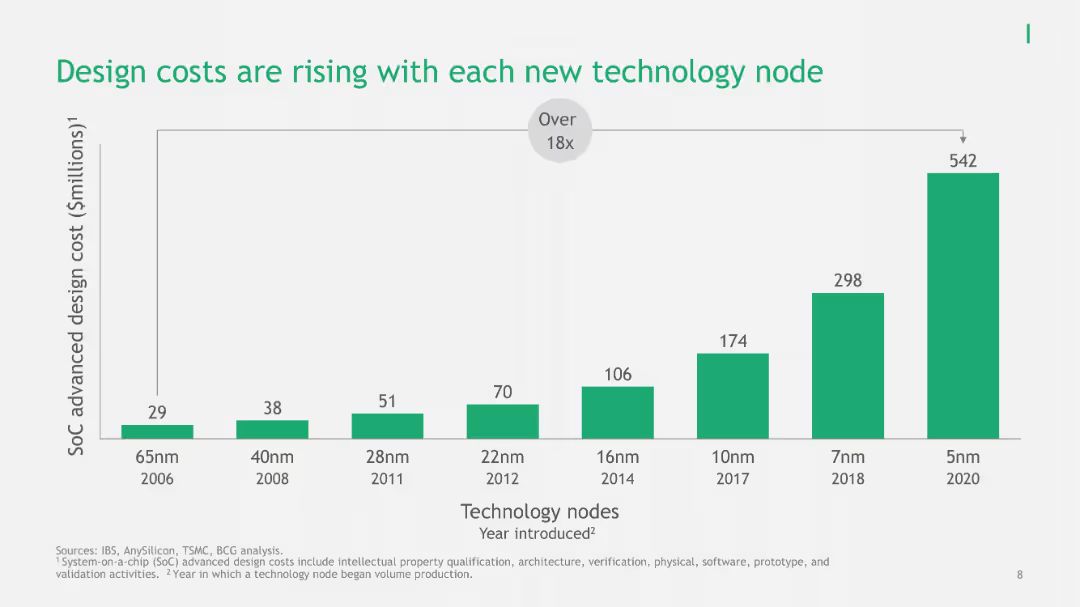 Design costs are rising with each new technology node
SoC advanced design cost ($millions)¹
Over
18x
29
38
51
70
106
174
298
542
65nm
2006
40nm
2008
28nm
2011
22nm
2012
16nm
2014
10nm
2017
7nm
2018
5nm
2020
Technology nodes
Year introduced²
Sources: IBS, AnySilicon, TSMC, BCG analysis.
¹ System-on-a-chip (SoC) advanced design costs include intellectual property qualification, architecture, verification, physical, software, prototype, and
validation activities. ² Year in which a technology node began volume production.
8